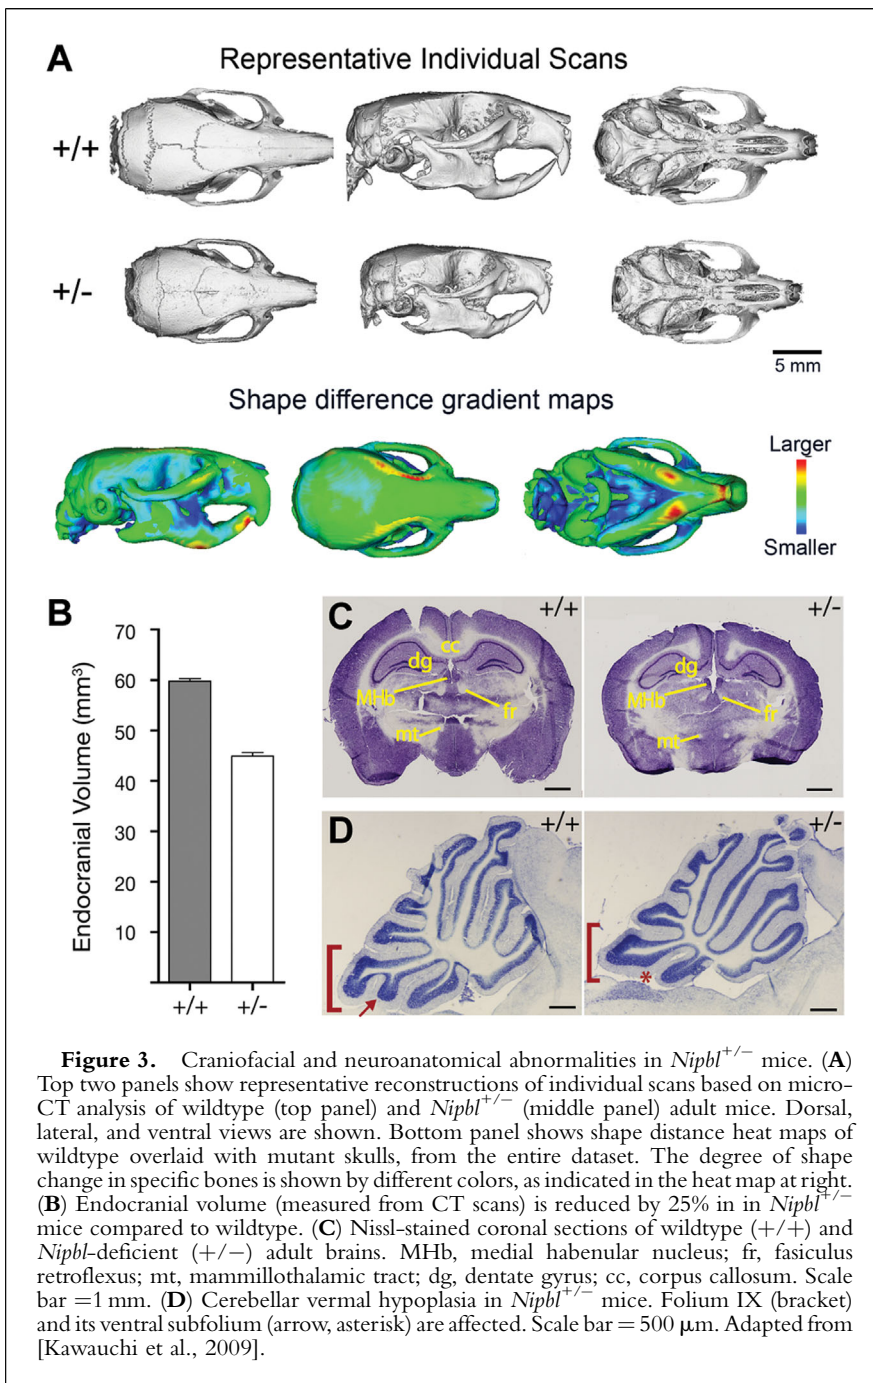 A
Representative Individual Scans
+/+
+/-
5 mm
Shape difference gradient maps
Larger
Smaller
B
Endocranial Volume (mm³)
70
60
50
40
30
20
10
+/+
+/-
C
+/+
cc
dg
MHb
fr
mt
+/-
dg
MHb
fr
mt
D
+/+
+/-
*
Figure 3. Craniofacial and neuroanatomical abnormalities in Nipbl+/− mice. (A)
Top two panels show representative reconstructions of individual scans based on micro-
CT analysis of wildtype (top panel) and Nipbl+/− (middle panel) adult mice. Dorsal,
lateral, and ventral views are shown. Bottom panel shows shape distance heat maps of
wildtype overlaid with mutant skulls, from the entire dataset. The degree of shape
change in specific bones is shown by different colors, as indicated in the heat map at right.
(B) Endocranial volume (measured from CT scans) is reduced by 25% in in Nipbl+/−
mice compared to wildtype. (C) Nissl-stained coronal sections of wildtype (+/+) and
Nipbl-deficient (+/−) adult brains. MHb, medial habenular nucleus; fr, fasiculus
retroflexus; mt, mammillothalamic tract; dg, dentate gyrus; cc, corpus callosum. Scale
bar =1 mm. (D) Cerebellar vermal hypoplasia in Nipbl+/− mice. Folium IX (bracket)
and its ventral subfolium (arrow, asterisk) are affected. Scale bar = 500 μm. Adapted from
[Kawauchi et al., 2009].